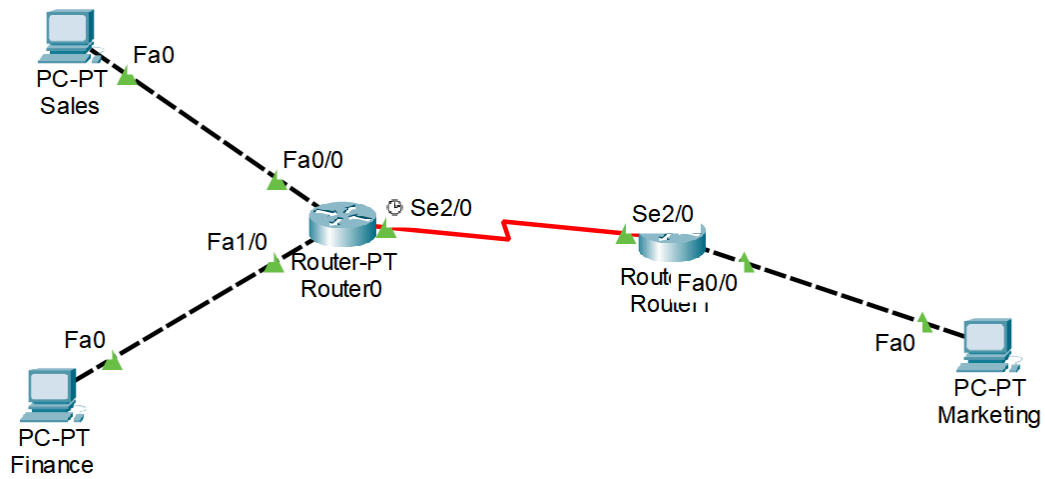 Fa0
PC-PT
Sales
Fa0/0
Se2/0
Se2/0
Fa1/0
Router-PT
Router0
Fa0/0
Fa0
Fa0
PC-PT
Marketing
PC-PT
Finance